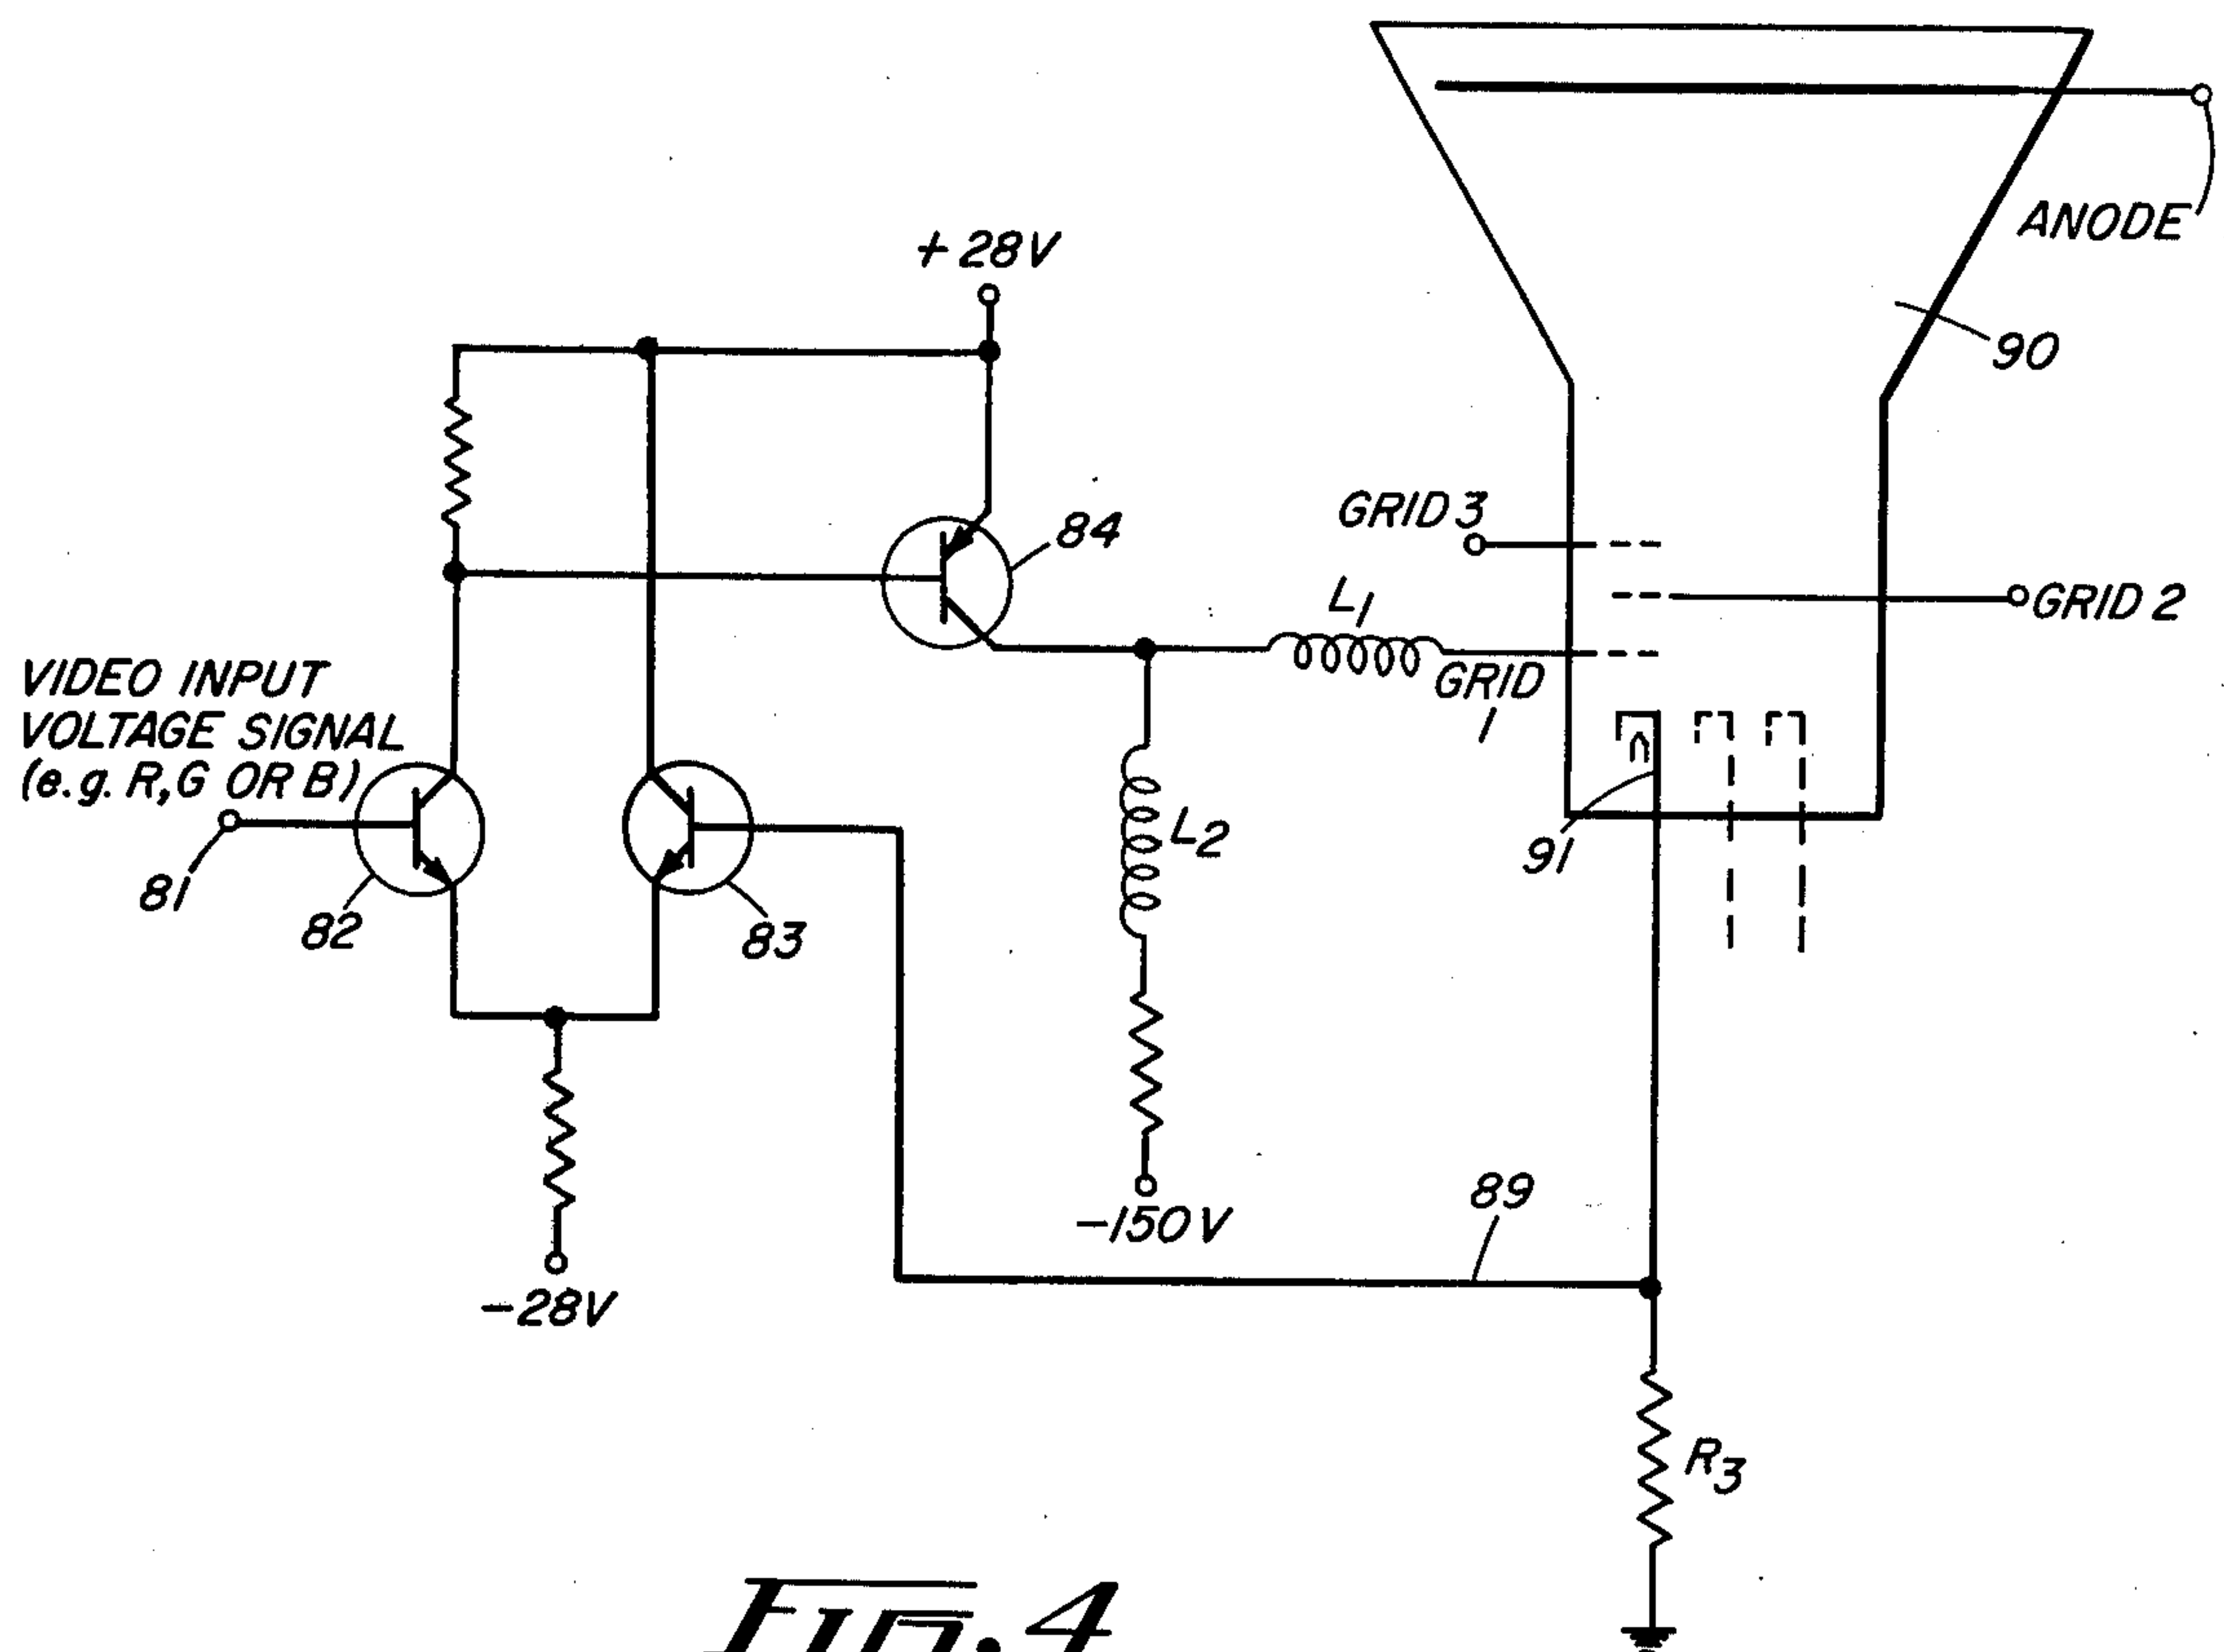 ANODE
+28V
90
GRID 3
84
GRID 2
L1
GRID
1
VIDEO INPUT
VOLTAGE SIGNAL
(e.g. R,G OR B)
L2
91
81
82
83
-150V
89
-28V
R3
FIG. 4